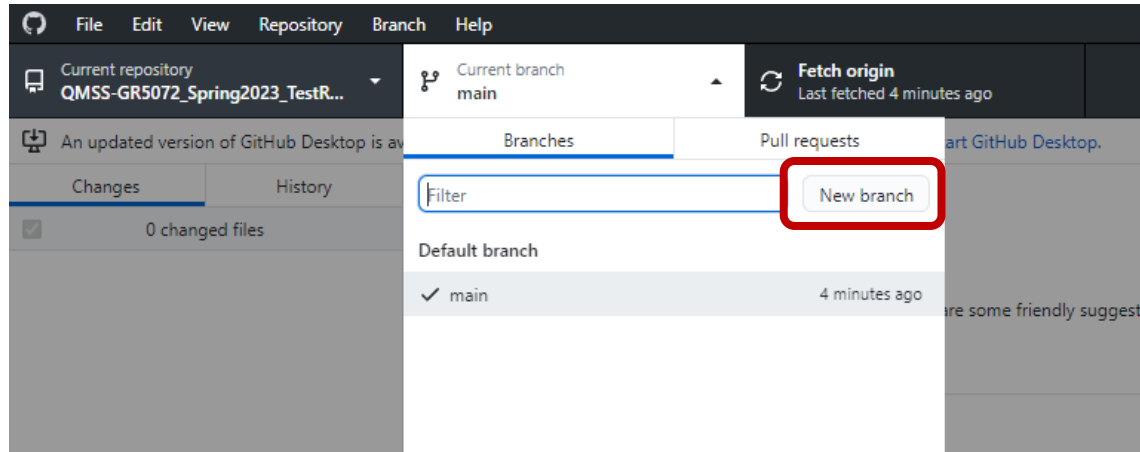 File Edit View Repository Branch Help
Current repository
QMSS-GR5072_Spring2023_TestR...
Current branch
main
Fetch origin
Last fetched 4 minutes ago
An updated version of GitHub Desktop is av
art GitHub Desktop.
Branches
Pull requests
Changes
History
Filter
New branch
0 changed files
Default branch
main
4 minutes ago
are some friendly suggest